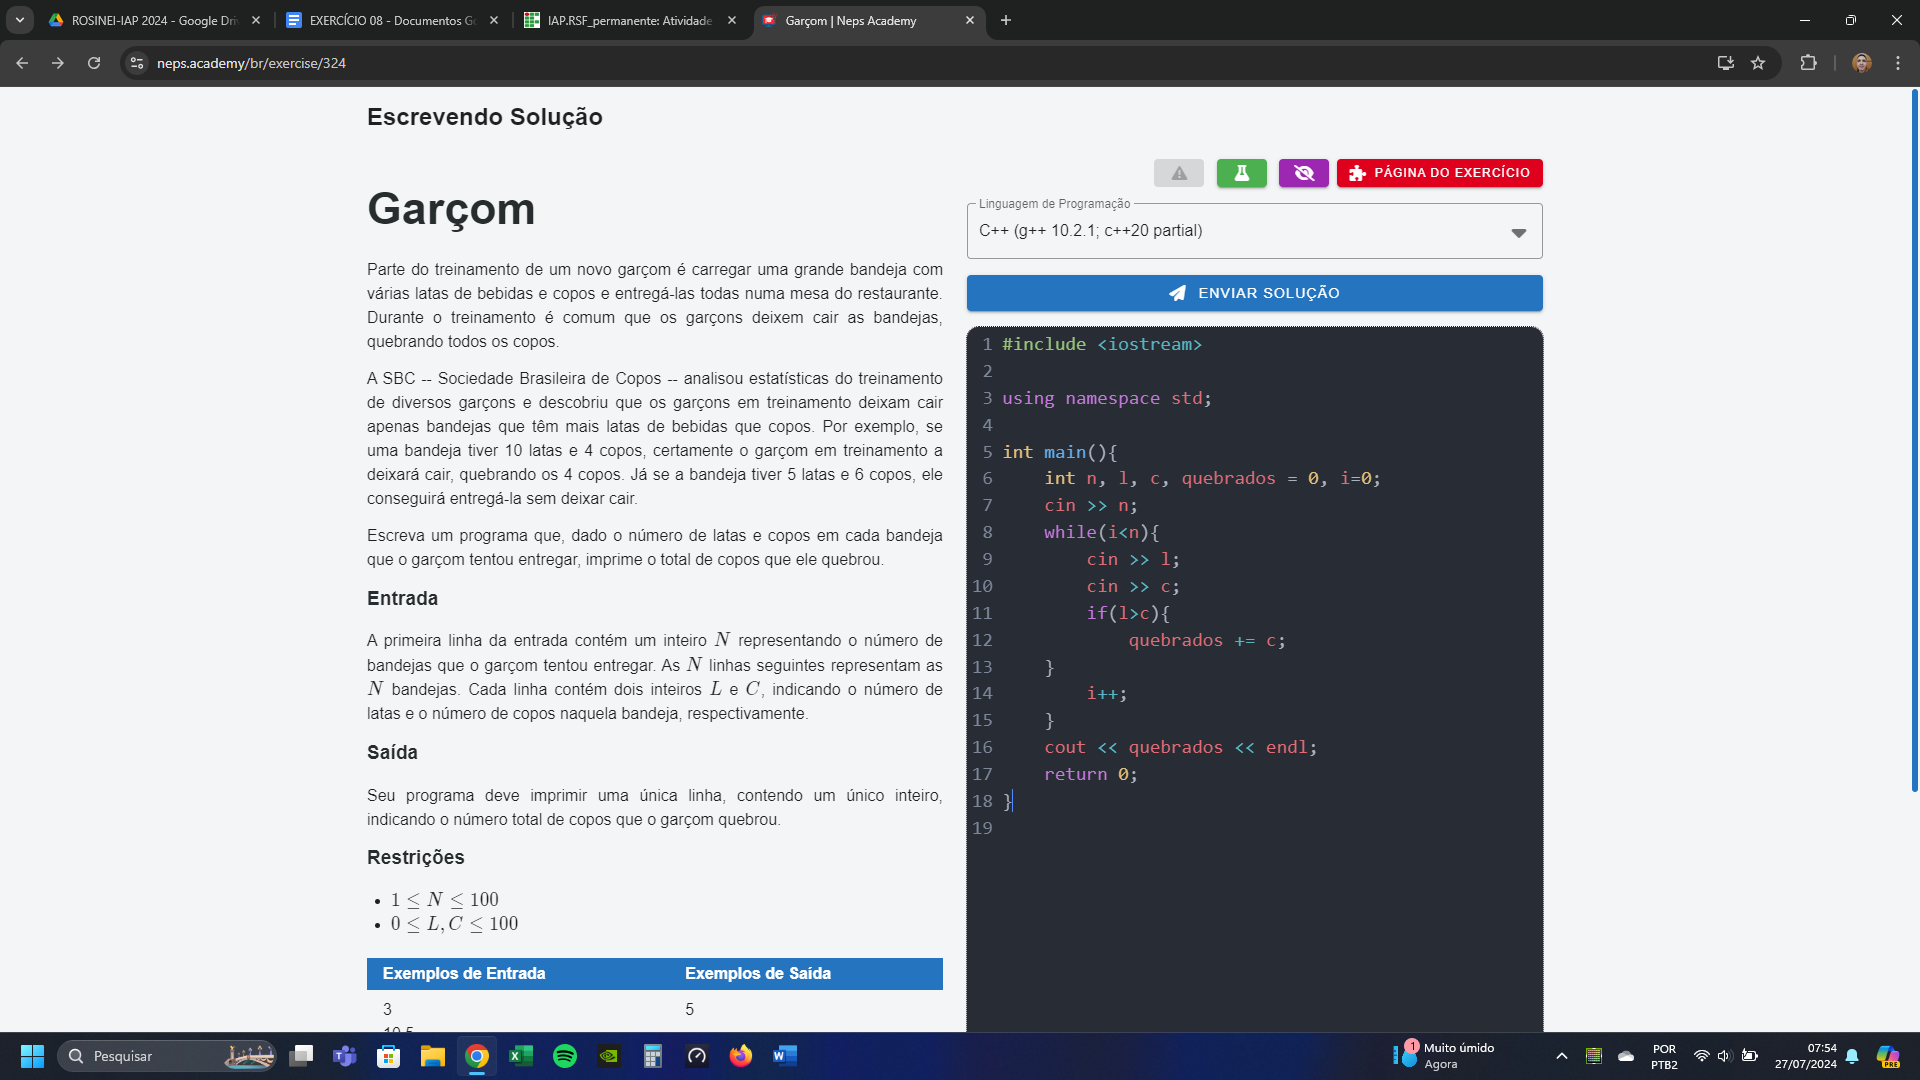 ROSINEI-IAP 2024 - Google Dri
EXERCÍCIO 08 - Documentos G
IAP.RSF_permanente: Atividade
Garçom | Neps Academy
neps.academy/br/exercise/324
Escrevendo Solução
PÁGINA DO EXERCÍCIO
Garçom
Parte do treinamento de um novo garçom é carregar uma grande bandeja com
várias latas de bebidas e copos e entregá-las todas numa mesa do restaurante.
Durante o treinamento é comum que os garçons deixem cair as bandejas,
quebrando todos os copos.
A SBC -- Sociedade Brasileira de Copos -- analisou estatísticas do treinamento
de diversos garçons e descobriu que os garçons em treinamento deixam cair
apenas bandejas que têm mais latas de bebidas que copos. Por exemplo, se
uma bandeja tiver 10 latas e 4 copos, certamente o garçom em treinamento a
deixará cair, quebrando os 4 copos. Já se a bandeja tiver 5 latas e 6 copos, ele
conseguirá entregá-la sem deixar cair.
Escreva um programa que, dado o número de latas e copos em cada bandeja
que o garçom tentou entregar, imprime o total de copos que ele quebrou.
Entrada
A primeira linha da entrada contém um inteiro N representando o número de
bandejas que o garçom tentou entregar. As N linhas seguintes representam as
N bandejas. Cada linha contém dois inteiros L e C, indicando o número de
latas e o número de copos naquela bandeja, respectivamente.
Saída
Seu programa deve imprimir uma única linha, contendo um único inteiro,
indicando o número total de copos que o garçom quebrou.
Restrições
• 1 ≤ N ≤ 100
• 0 ≤ L, C ≤ 100
Exemplos de Entrada Exemplos de Saída
3 5
10 5
Linguagem de Programação
C++ (g++ 10.2.1; c++20 partial)
ENVIAR SOLUÇÃO
1 #include <iostream>
2
3 using namespace std;
4
5 int main(){
6     int n, l, c, quebrados = 0, i=0;
7     cin >> n;
8     while(i<n){
9         cin >> l;
10         cin >> c;
11         if(l>c){
12             quebrados += c;
13     }
14         i++;
15     }
16     cout << quebrados << endl;
17     return 0;
18 }
19
Pesquisar
1
Muito úmido
Agora
POR
PTB2
07:54
27/07/2024
PRE